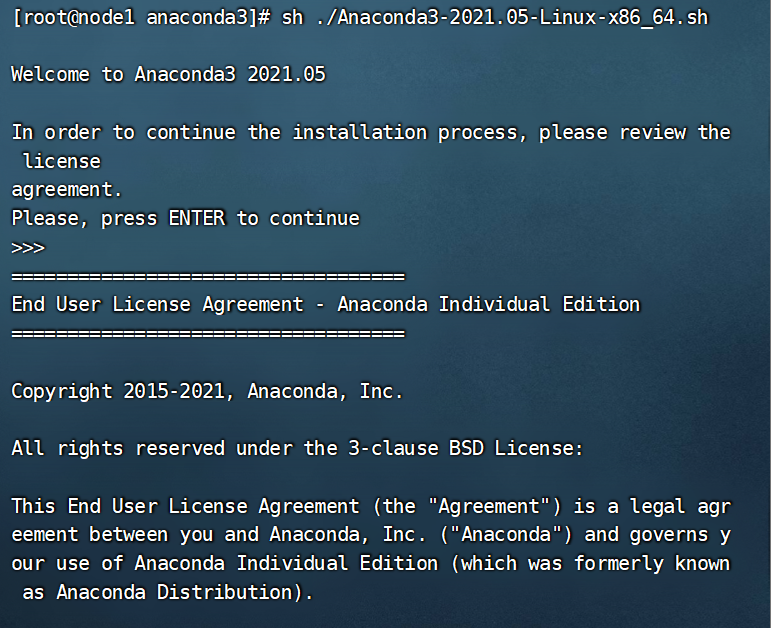 [root@node1 anaconda3]# sh ./Anaconda3-2021.05-Linux-x86_64.sh
Welcome to Anaconda3 2021.05
In order to continue the installation process, please review the
 license
agreement.
Please, press ENTER to continue
>>>
===================================
End User License Agreement - Anaconda Individual Edition
===================================
Copyright 2015-2021, Anaconda, Inc.
All rights reserved under the 3-clause BSD License:
This End User License Agreement (the "Agreement") is a legal agr
eement between you and Anaconda, Inc. ("Anaconda") and governs y
our use of Anaconda Individual Edition (which was formerly known
 as Anaconda Distribution).